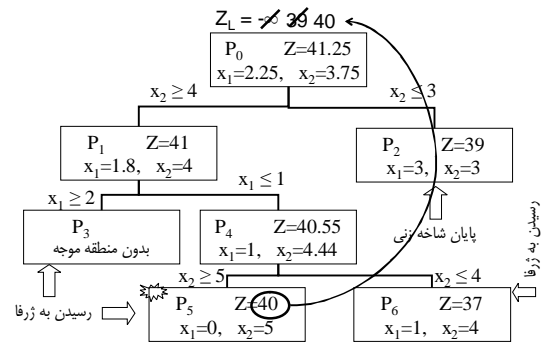 Z_L = -∞ 39 40
P_0 Z=41.25
x_1=2.25, x_2=3.75
x_2 ≥ 4
x_2 ≤ 3
P_1 Z=41
x_1=1.8, x_2=4
P_2 Z=39
x_1=3, x_2=3
x_1 ≥ 2
x_1 ≤ 1
P_3
بدون منطقه موجه
P_4 Z=40.55
x_1=1, x_2=4.44
پایان شاخه زنی
رسیدن به ژرفا
x_2 ≥ 5
x_2 ≤ 4
رسیدن به ژرفا
P_5 Z=40
x_1=0, x_2=5
P_6 Z=37
x_1=1, x_2=4